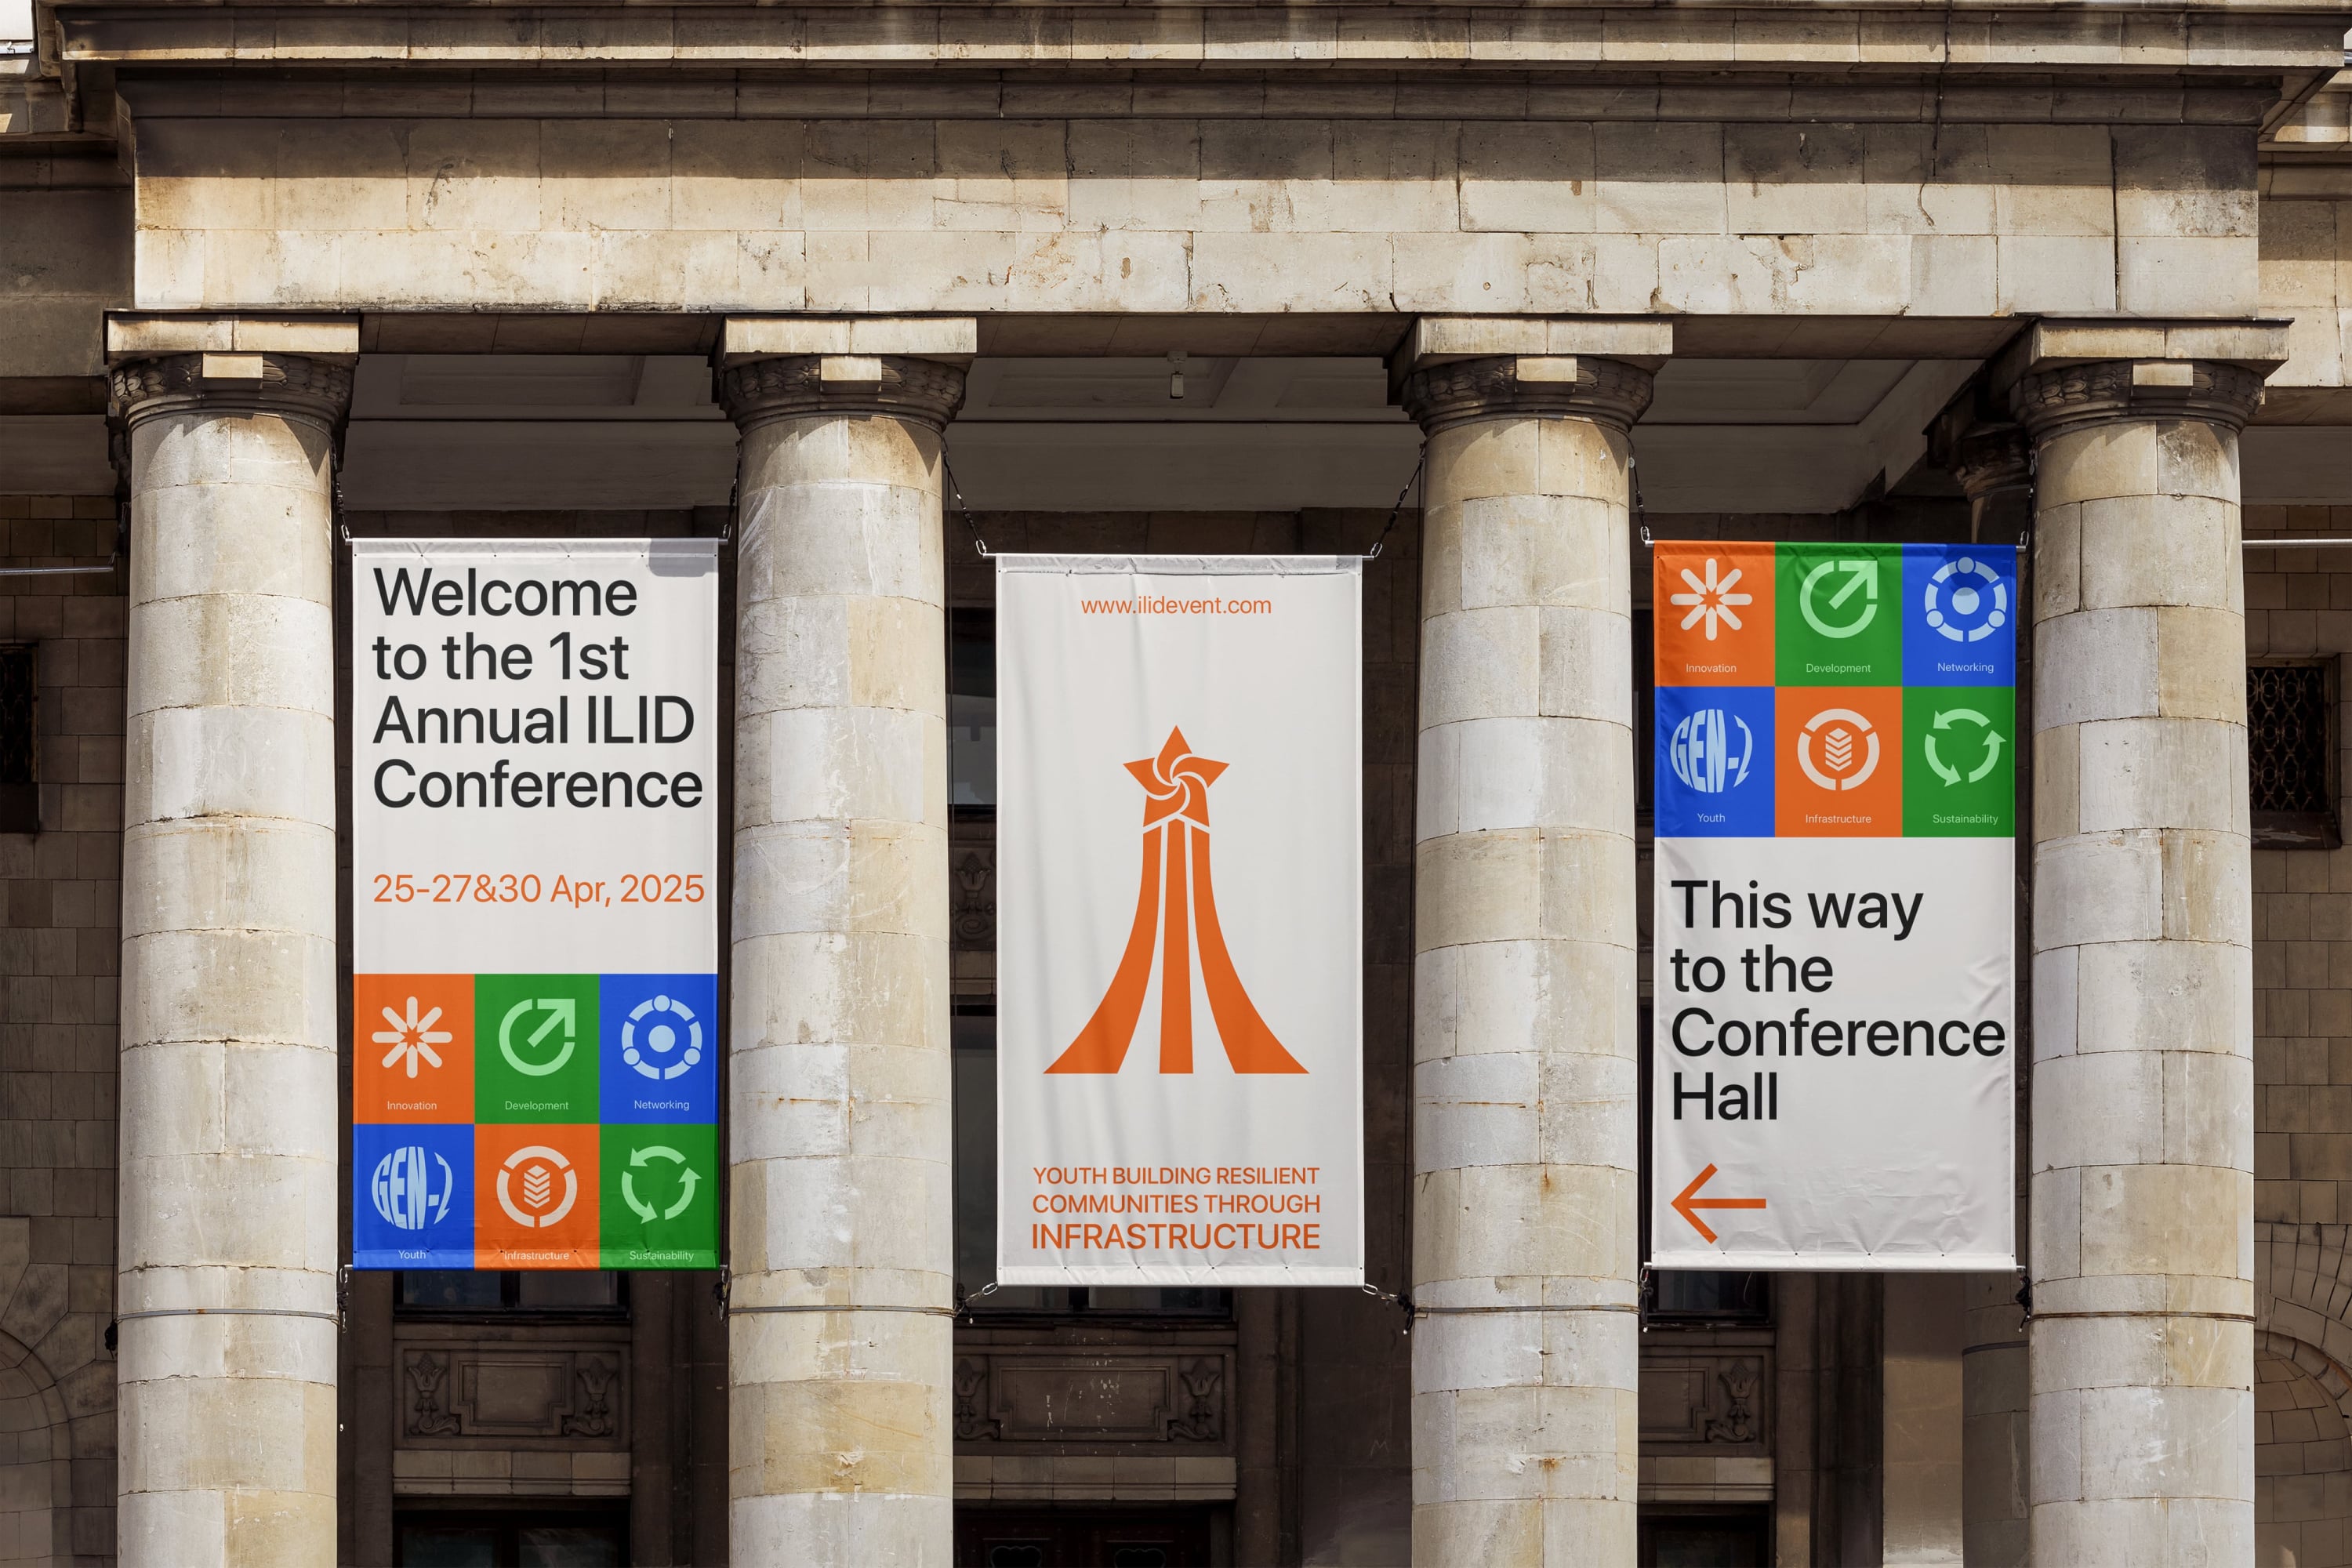 Welcome
to the 1st
Annual ILID
Conference
25-27&30 Apr, 2025
Innovation
Development
Networking
GEN-Z
Youth
Infrastructure
Sustainability
www.ilidevent.com
YOUTH BUILDING RESILIENT
COMMUNITIES THROUGH
INFRASTRUCTURE
Innovation
Development
Networking
GEN-Z
Youth
Infrastructure
Sustainability
This way
to the
Conference
Hall